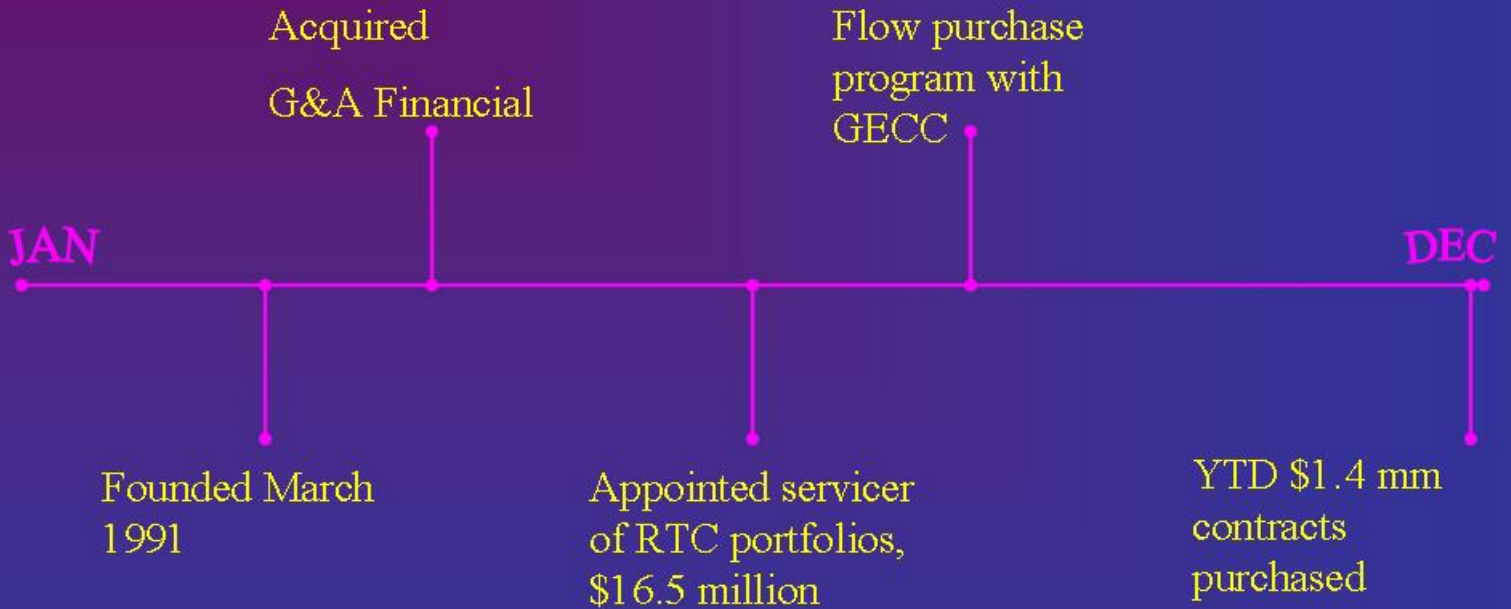 Acquired
G&A Financial
Flow purchase
program with
GECC
JAN
DEC
Founded March
1991
Appointed servicer
of RTC portfolios,
$16.5 million
YTD $1.4 mm
contracts
purchased